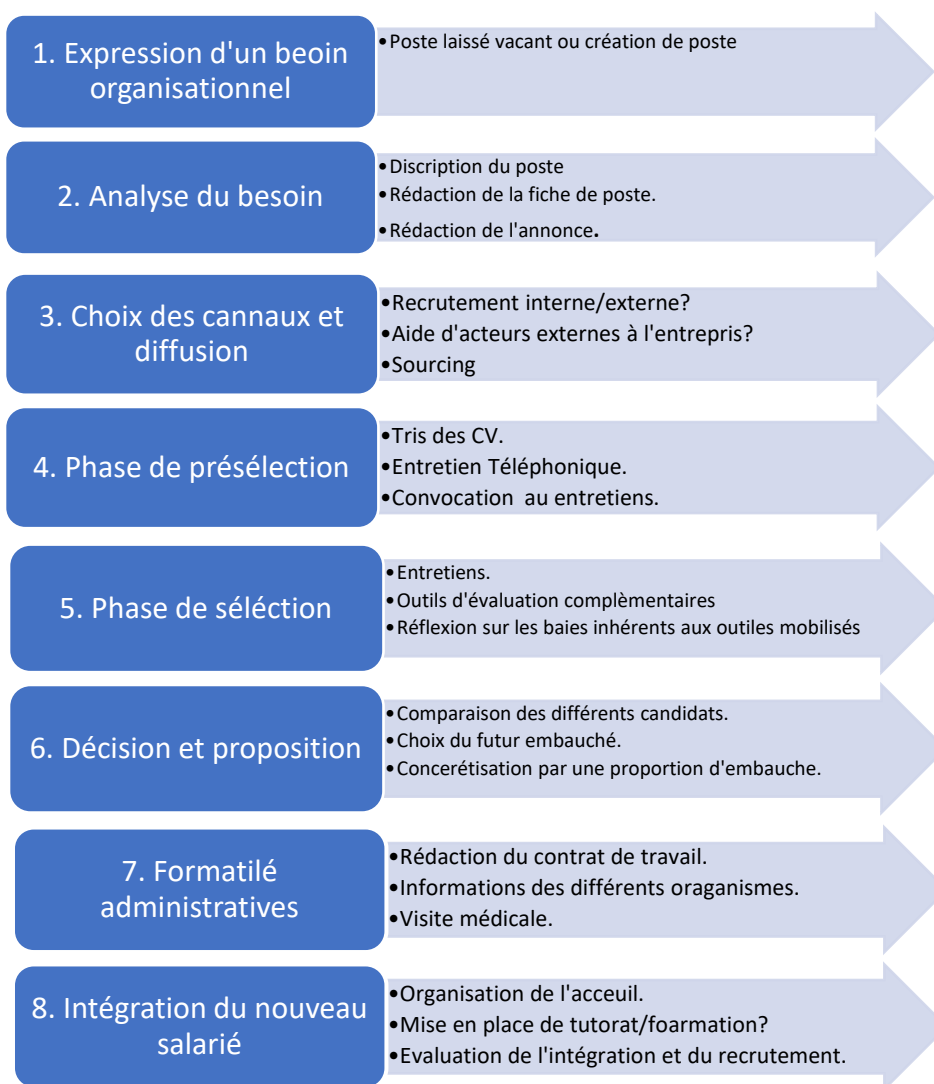 1. Expression d'un beoin
organisationnel
•Poste laissé vacant ou création de poste
2. Analyse du besoin
•Discription du poste
•Rédaction de la fiche de poste.
•Rédaction de l'annonce.
3. Choix des cannaux et
diffusion
•Recrutement interne/externe?
•Aide d'acteurs externes à l'entrepris?
•Sourcing
4. Phase de présélection
•Tris des CV.
•Entretien Téléphonique.
•Convocation au entretiens.
5. Phase de séléction
•Entretiens.
•Outils d'évaluation complèmentaires
•Réflexion sur les baies inhérents aux outiles mobilisés
6. Décision et proposition
•Comparaison des différents candidats.
•Choix du futur embauché.
•Concerétisation par une proportion d'embauche.
7. Formatilé
administratives
•Rédaction du contrat de travail.
•Informations des différents oraganismes.
•Visite médicale.
8. Intégration du nouveau
salarié
•Organisation de l'acceuil.
•Mise en place de tutorat/foarmation?
•Evaluation de l'intégration et du recrutement.